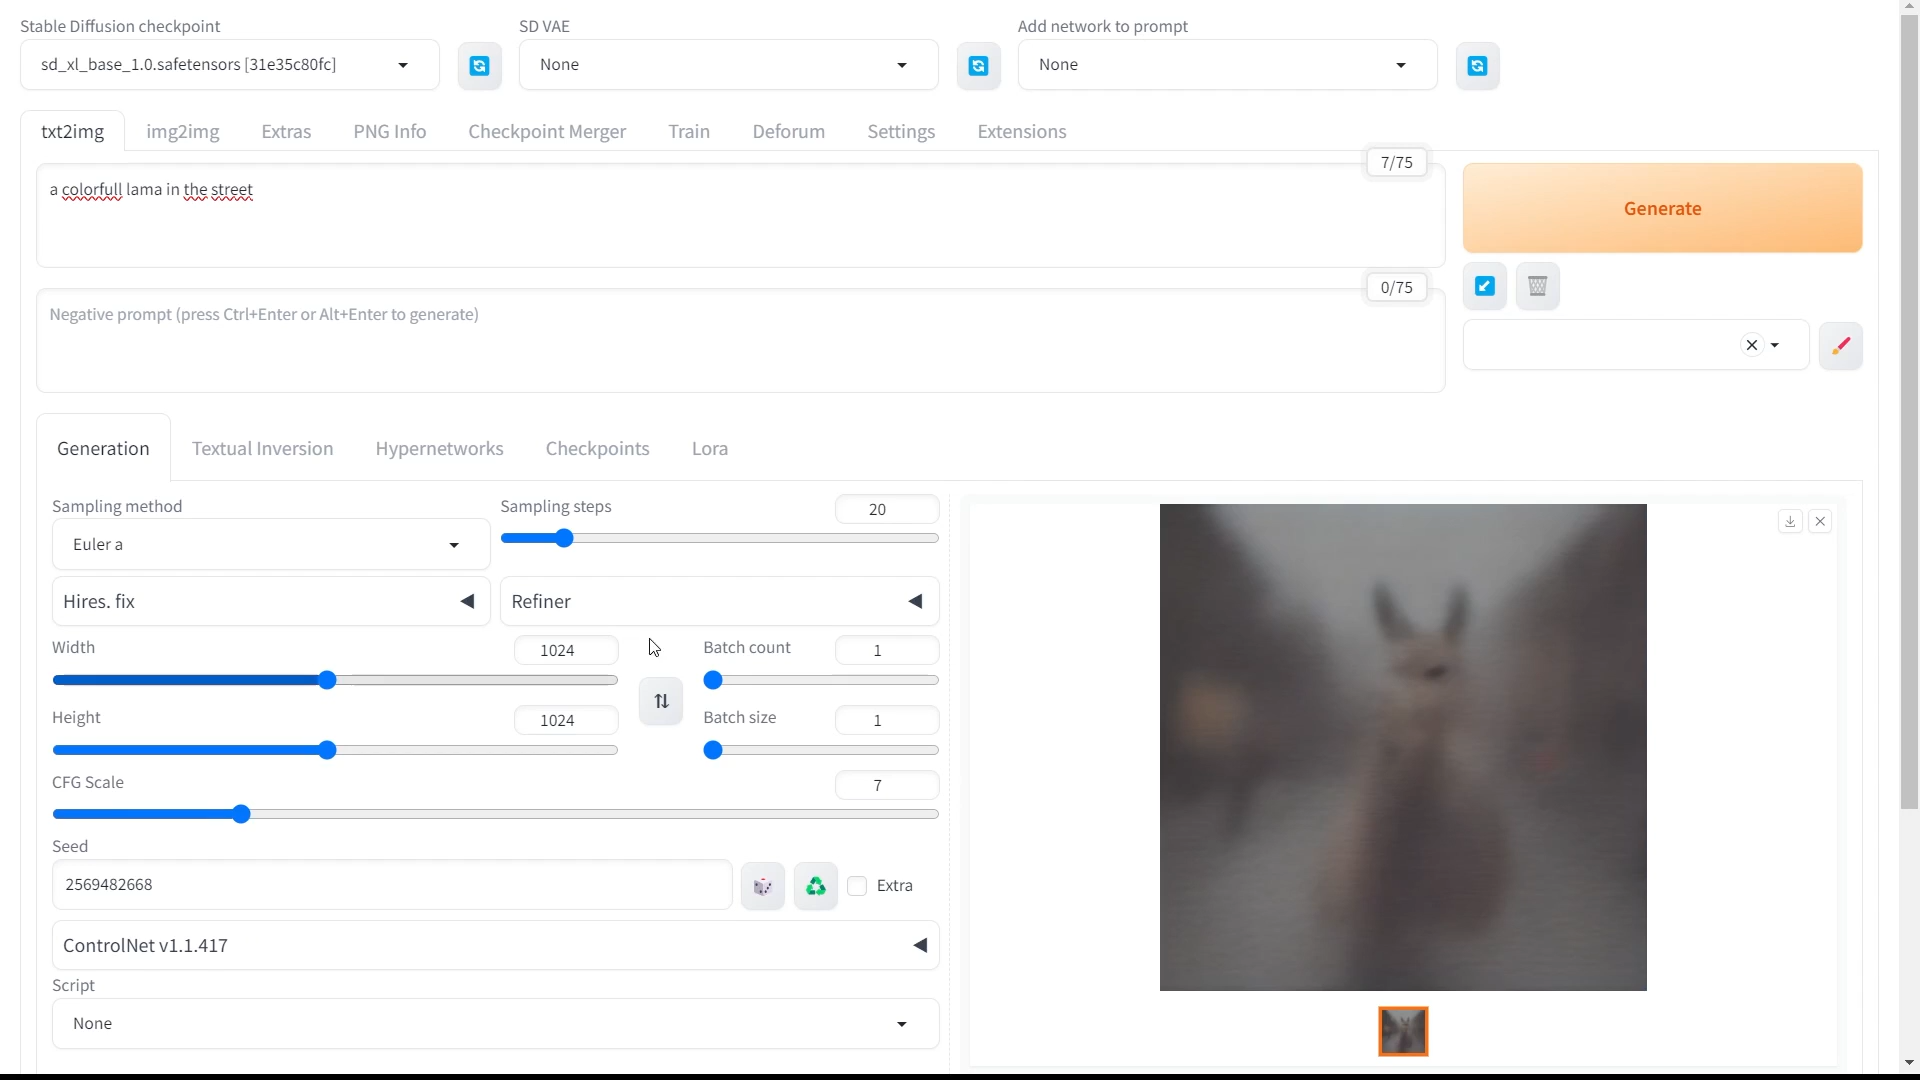 Stable Diffusion checkpoint
SD VAE
Add network to prompt
sd_xl_base_1.0.safetensors [31e35c80fc]
None
None
txt2img
img2img
Extras
PNG Info
Checkpoint Merger
Train
Deforum
Settings
Extensions
7/75
a colorfull lama in the street
Generate
0/75
Negative prompt (press Ctrl+Enter or Alt+Enter to generate)
Generation
Textual Inversion
Hypernetworks
Checkpoints
Lora
Sampling method
Euler a
Sampling steps
20
Hires. fix
Refiner
Width
1024
Batch count
1
Height
1024
Batch size
1
CFG Scale
7
Seed
2569482668
Extra
ControlNet v1.1.417
Script
None